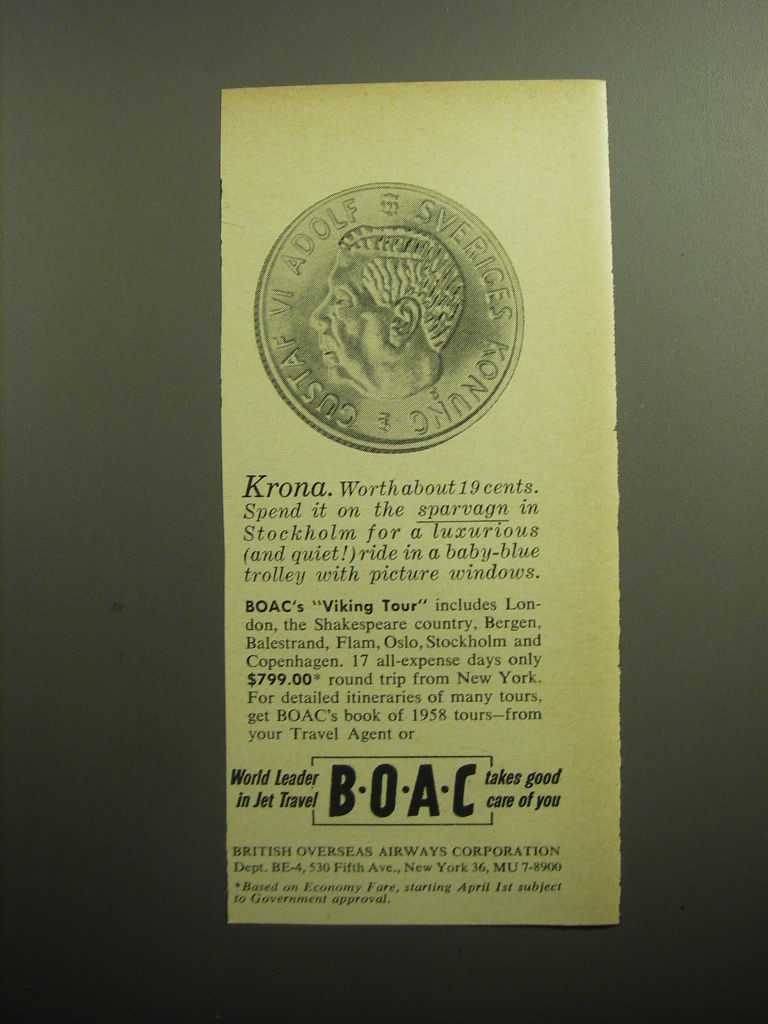 GUSTAF VI ADOLF SVERIGES KONUNG
Krona. Worth about 19 cents.
Spend it on the sparvagn in
Stockholm for a luxurious
(and quiet!) ride in a baby-blue
trolley with picture windows.
BOAC's "Viking Tour" includes Lon-
don, the Shakespeare country, Bergen,
Balestrand, Flam, Oslo, Stockholm and
Copenhagen. 17 all-expense days only
$799.00* round trip from New York.
For detailed itineraries of many tours,
get BOAC's book of 1958 tours—from
your Travel Agent or
World Leader
in Jet Travel
B·O·A·C
takes good
care of you
BRITISH OVERSEAS AIRWAYS CORPORATION
Dept. BE-4, 530 Fifth Ave., New York 36, MU 7-8900
*Based on Economy Fare, starting April 1st subject
to Government approval.